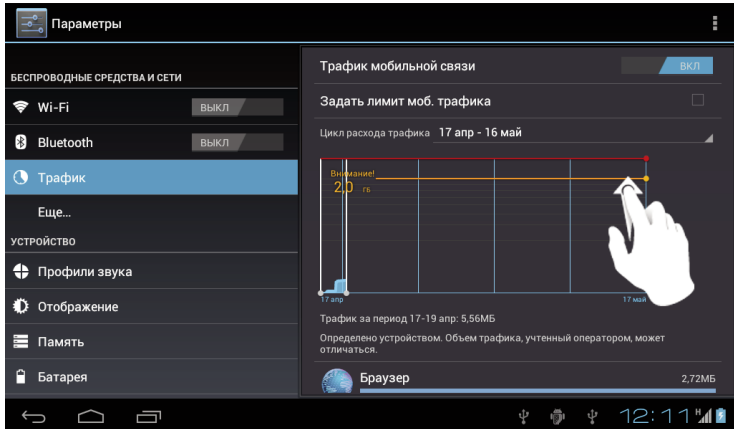 Параметры
БЕСПРОВОДНЫЕ СРЕДСТВА И СЕТИ
Wi-Fi
ВЫКЛ
Bluetooth
ВЫКЛ
Трафик
Еще...
УСТРОЙСТВО
Профили звука
Отображение
Память
Батарея
Трафик мобильной связи
ВКЛ
Задать лимит моб. трафика
Цикл расхода трафика 17 апр - 16 май
Внимание!
2,0 ГБ
17 апр
17 май
Трафик за период 17-19 апр: 5,56МБ
Определено устройством. Объем трафика, учтенный оператором, может
отличаться.
Браузер
2,72МБ
12:11
H